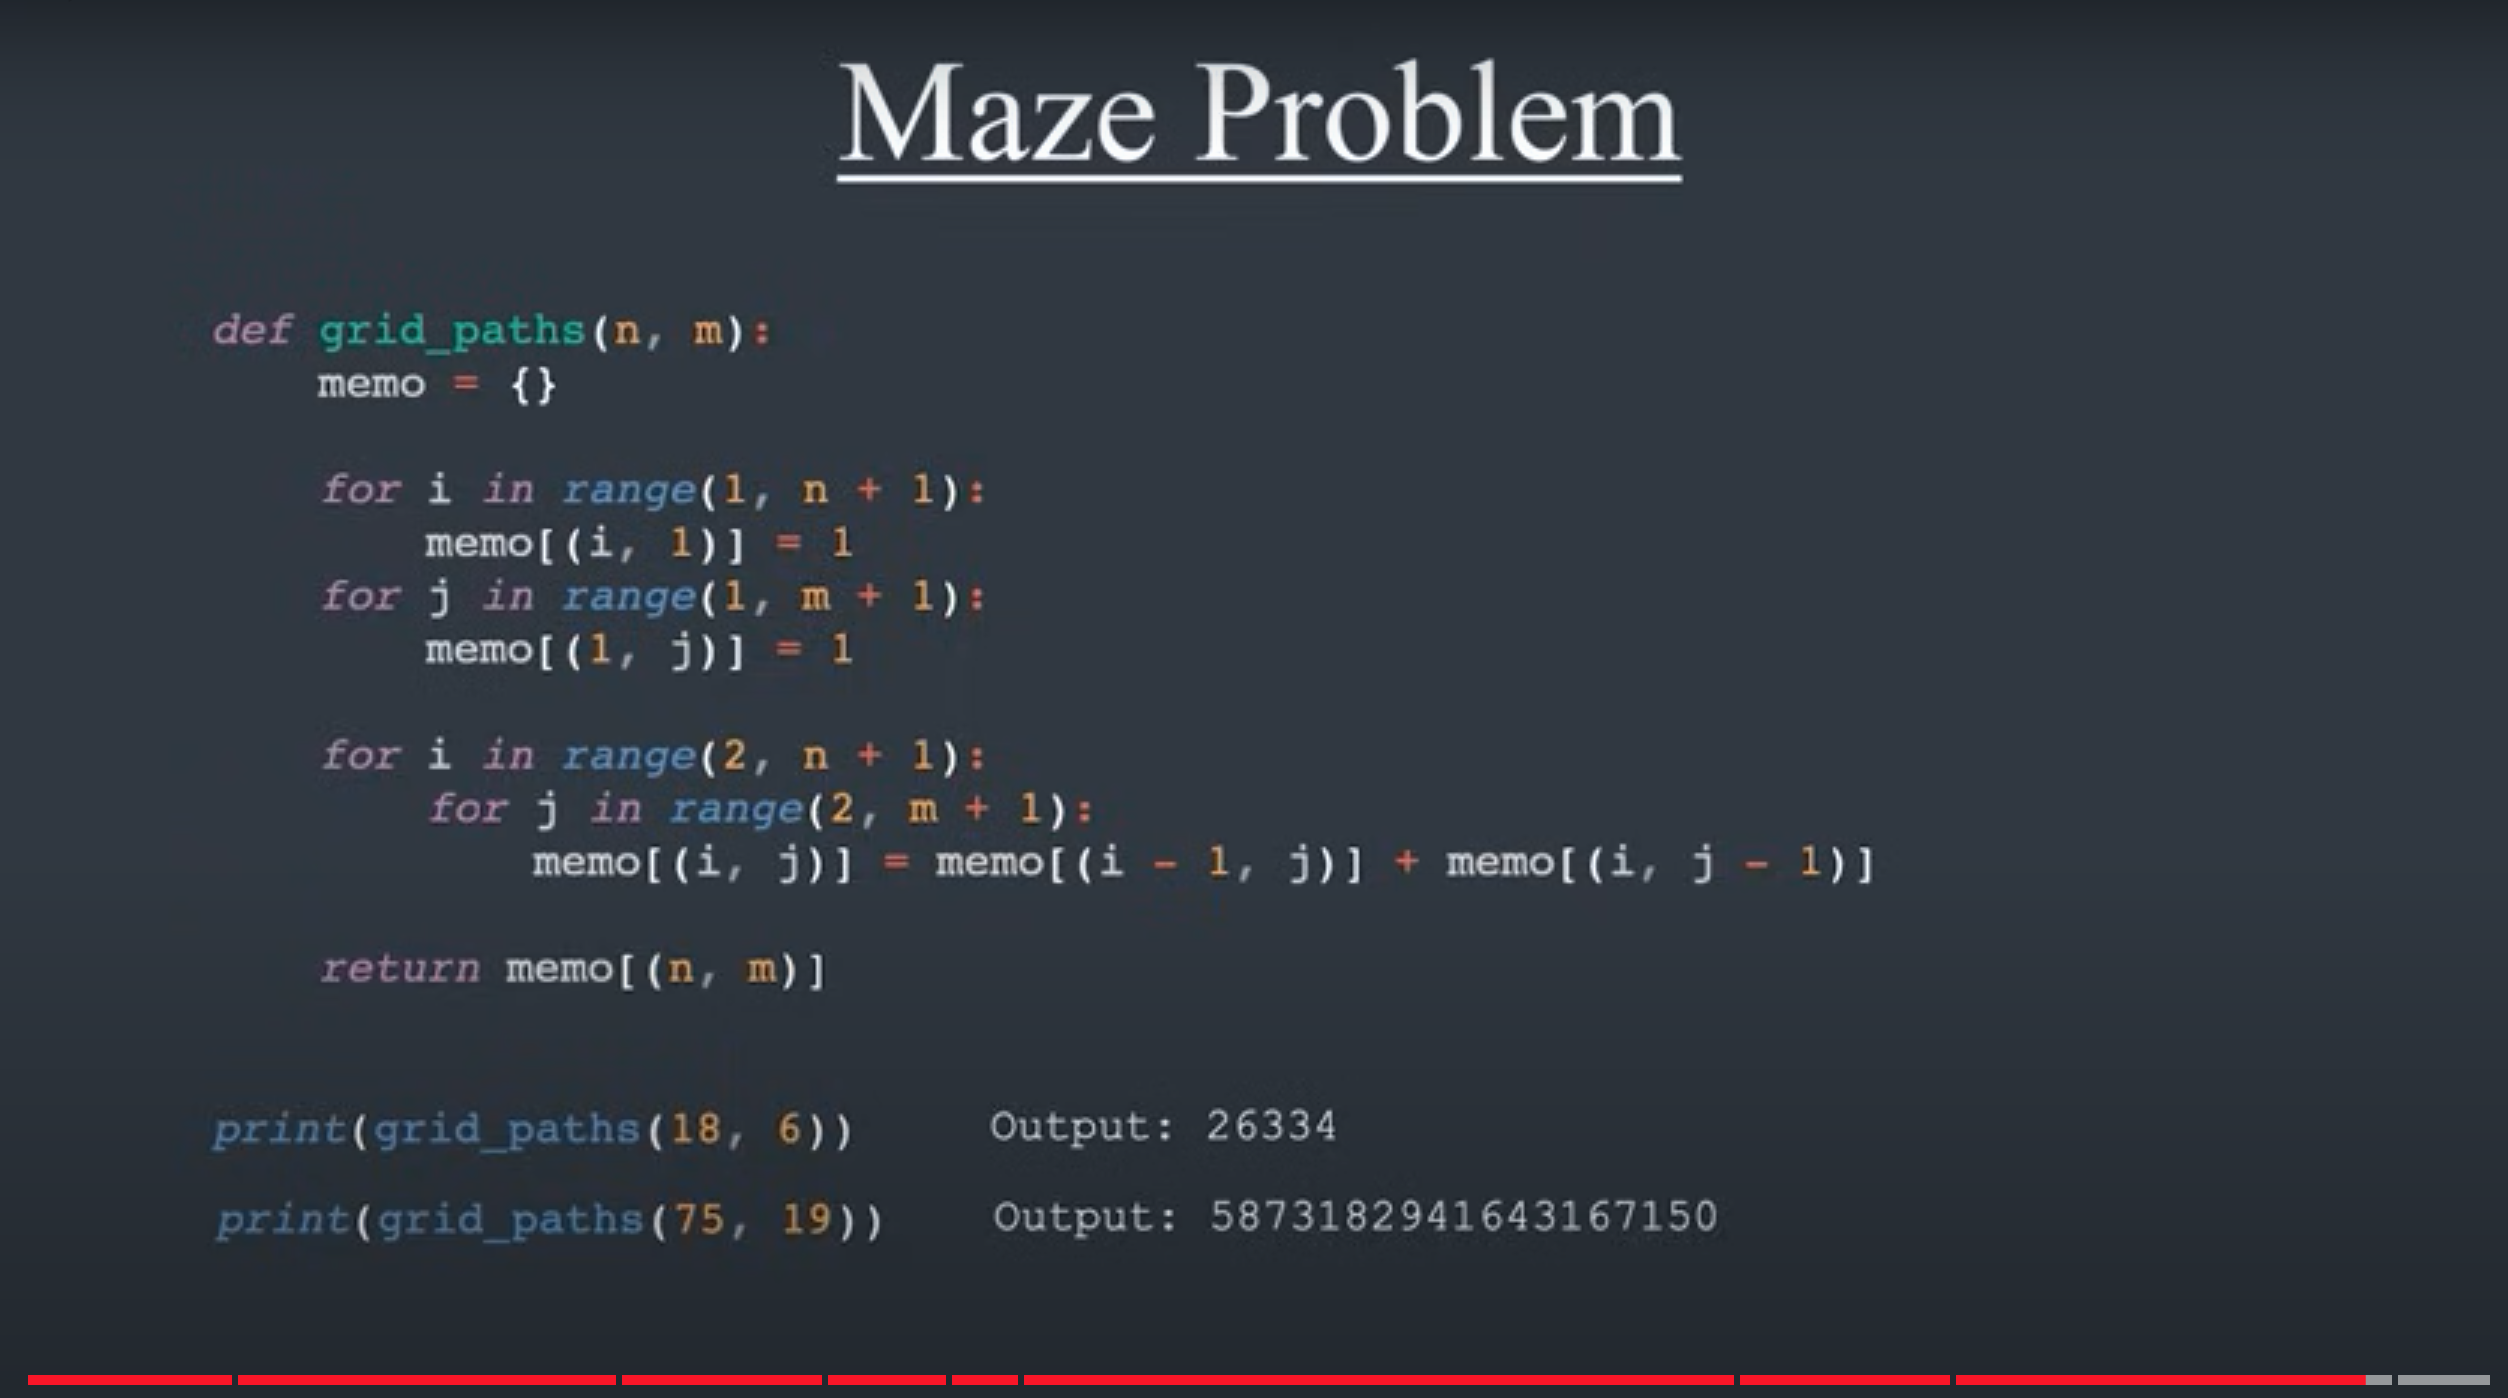 Maze Problem
def grid_paths(n, m):
    memo = {}
    for i in range(1, n + 1):
        memo[(i, 1)] = 1
    for j in range(1, m + 1):
        memo[(1, j)] = 1
    for i in range(2, n + 1):
        for j in range(2, m + 1):
            memo[(i, j)] = memo[(i - 1, j)] + memo[(i, j - 1)]
    return memo[(n, m)]
print(grid_paths(18, 6)) Output: 26334
print(grid_paths(75, 19)) Output: 5873182941643167150